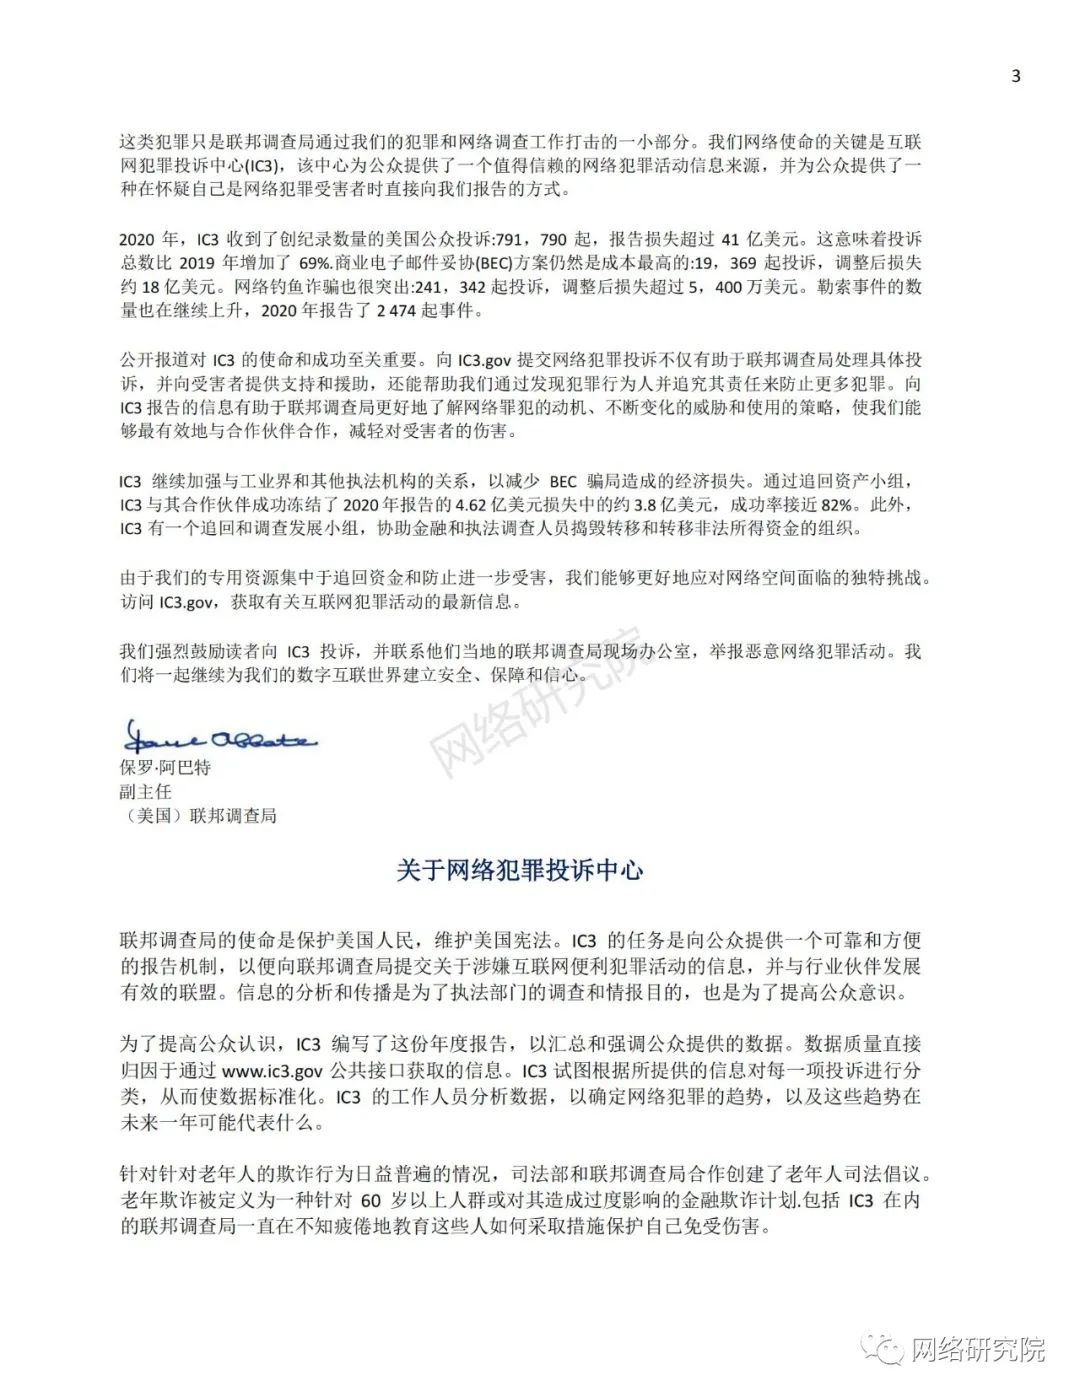 3
这类犯罪只是联邦调查局通过我们的犯罪和网络调查工作打击的一小部分。我们网络使命的关键是互联
网犯罪投诉中心(IC3)，该中心为公众提供了一个值得信赖的网络犯罪活动信息来源，并为公众提供了一
种在怀疑自己是网络犯罪受害者时直接向我们报告的方式。
2020 年，IC3 收到了创纪录数量的美国公众投诉:791，790 起，报告损失超过 41 亿美元。这意味着投诉
总数比 2019 年增加了 69%.商业电子邮件妥协(BEC)方案仍然是成本最高的:19，369 起投诉，调整后损失
约 18 亿美元。网络钓鱼诈骗也很突出:241，342 起投诉，调整后损失超过 5，400 万美元。勒索事件的数
量也在继续上升，2020 年报告了 2 474 起事件。
公开报道对 IC3 的使命和成功至关重要。向 IC3.gov 提交网络犯罪投诉不仅有助于联邦调查局处理具体投
诉，并向受害者提供支持和援助，还能帮助我们通过发现犯罪行为人并追究其责任来防止更多犯罪。向
IC3 报告的信息有助于联邦调查局更好地了解网络罪犯的动机、不断变化的威胁和使用的策略，使我们能
够最有效地与合作伙伴合作，减轻对受害者的伤害。
IC3 继续加强与工业界和其他执法机构的关系，以减少 BEC 骗局造成的经济损失。通过追回资产小组，
IC3 与其合作伙伴成功冻结了 2020 年报告的 4.62 亿美元损失中的约 3.8 亿美元，成功率接近 82%。此外，
IC3 有一个追回和调查发展小组，协助金融和执法调查人员捣毁转移和转移非法所得资金的组织。
由于我们的专用资源集中于追回资金和防止进一步受害，我们能够更好地应对网络空间面临的独特挑战。
访问 IC3.gov，获取有关互联网犯罪活动的最新信息。
我们强烈鼓励读者向 IC3 投诉，并联系他们当地的联邦调查局现场办公室，举报恶意网络犯罪活动。我
们将一起继续为我们的数字互联世界建立安全、保障和信心。
网络研究院
保罗·阿巴特
副主任
（美国）联邦调查局
关于网络犯罪投诉中心
联邦调查局的使命是保护美国人民，维护美国宪法。IC3 的任务是向公众提供一个可靠和方便
的报告机制，以便向联邦调查局提交关于涉嫌互联网便利犯罪活动的信息，并与行业伙伴发展
有效的联盟。信息的分析和传播是为了执法部门的调查和情报目的，也是为了提高公众意识。
为了提高公众认识，IC3 编写了这份年度报告，以汇总和强调公众提供的数据。数据质量直接
归因于通过 www.ic3.gov 公共接口获取的信息。IC3 试图根据所提供的信息对每一项投诉进行分
类，从而使数据标准化。IC3 的工作人员分析数据，以确定网络犯罪的趋势，以及这些趋势在
未来一年可能代表什么。
针对针对老年人的欺诈行为日益普遍的情况，司法部和联邦调查局合作创建了老年人司法倡议。
老年欺诈被定义为一种针对 60 岁以上人群或对其造成过度影响的金融欺诈计划.包括 IC3 在内
的联邦调查局一直在不知疲倦地教育这些人如何采取措施保护自己免受伤害。
网络研究院